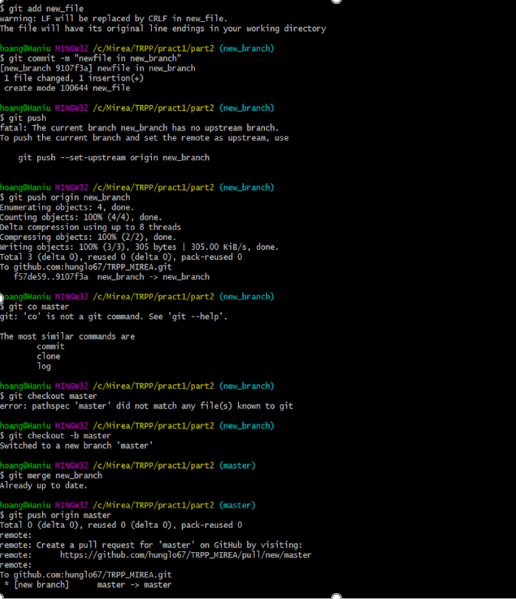 $ git add new_file
warning: LF will be replaced by CRLF in new_file.
The file will have its original line endings in your working directory
hoang@Haniu MINGW32 /c/Mirea/TRPP/pract1/part2 (new_branch)
$ git commit -m "newfile in new_branch"
[new_branch 9107f3a] newfile in new_branch
1 file changed, 1 insertion(+)
create mode 100644 new_file
hoang@Haniu MINGW32 /c/Mirea/TRPP/pract1/part2 (new_branch)
$ git push
fatal: The current branch new_branch has no upstream branch.
To push the current branch and set the remote as upstream, use
git push --set-upstream origin new_branch
hoang@Haniu MINGW32 /c/Mirea/TRPP/pract1/part2 (new_branch)
$ git push origin new_branch
Enumerating objects: 4, done.
Counting objects: 100% (4/4), done.
Delta compression using up to 8 threads
Compressing objects: 100% (2/2), done.
Writing objects: 100% (3/3), 305 bytes | 305.00 KiB/s, done.
Total 3 (delta 0), reused 0 (delta 0), pack-reused 0
To github.com:hunglo67/TRPP_MIREA.git
f57de59..9107f3a new_branch -> new_branch
hoang@Haniu MINGW32 /c/Mirea/TRPP/pract1/part2 (new_branch)
$ git co master
git: 'co' is not a git command. See 'git --help'.
The most similar commands are
commit
clone
log
hoang@Haniu MINGW32 /c/Mirea/TRPP/pract1/part2 (new_branch)
$ git checkout master
error: pathspec 'master' did not match any file(s) known to git
hoang@Haniu MINGW32 /c/Mirea/TRPP/pract1/part2 (new_branch)
$ git checkout -b master
Switched to a new branch 'master'
hoang@Haniu MINGW32 /c/Mirea/TRPP/pract1/part2 (master)
$ git merge new_branch
Already up to date.
hoang@Haniu MINGW32 /c/Mirea/TRPP/pract1/part2 (master)
$ git push origin master
Total 0 (delta 0), reused 0 (delta 0), pack-reused 0
remote:
remote: Create a pull request for 'master' on GitHub by visiting:
remote: https://github.com/hunglo67/TRPP_MIREA/pull/new/master
remote:
To github.com:hunglo67/TRPP_MIREA.git
* [new branch] master -> master